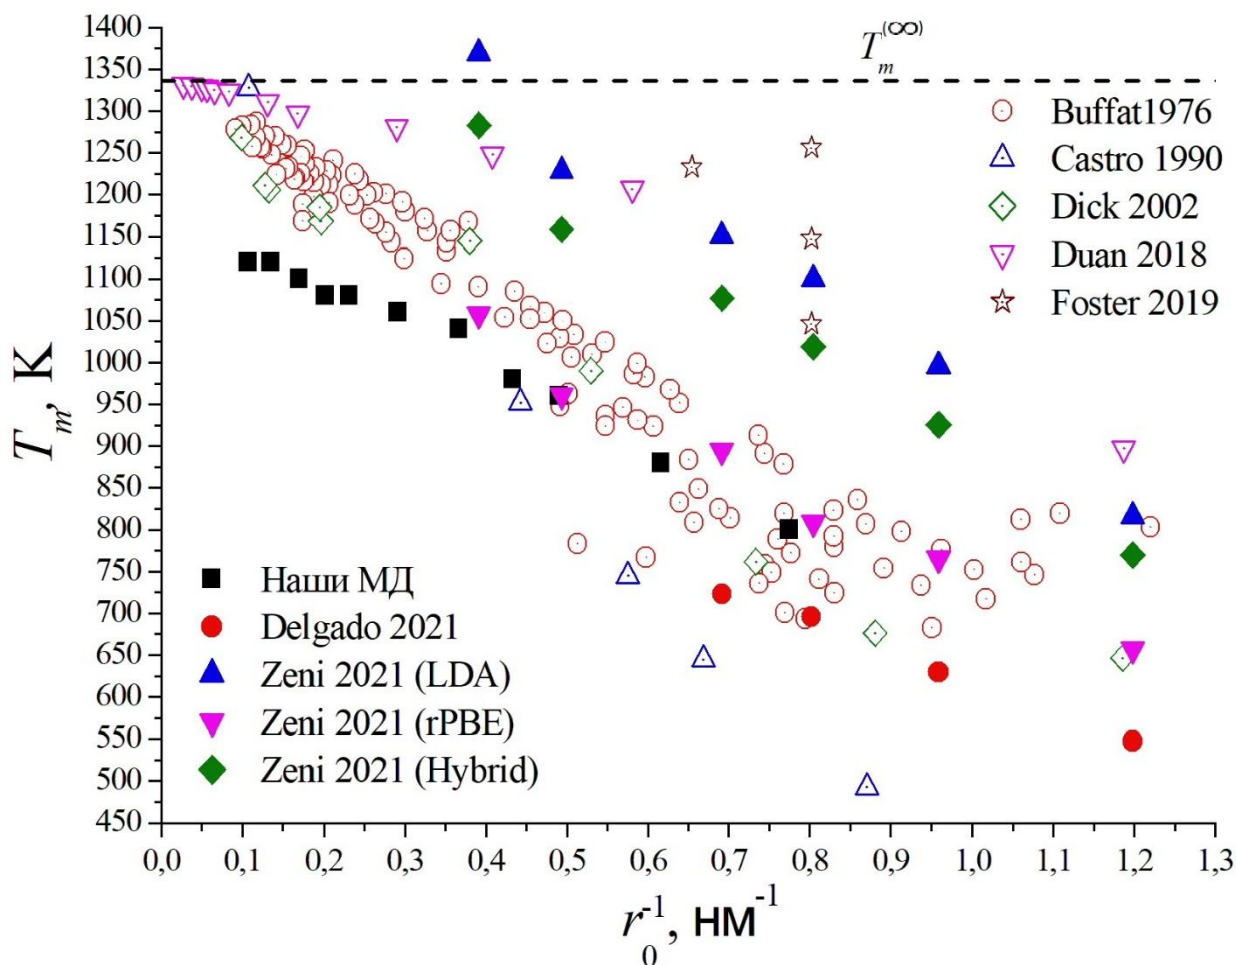 1400
1350
1300
1250
1200
1150
1100
1050
1000
950
900
850
800
750
700
650
600
550
500
450
T_m, K
T_m^(∞)
Buffat1976
Castro 1990
Dick 2002
Duan 2018
Foster 2019
Наши МД
Delgado 2021
Zeni 2021 (LDA)
Zeni 2021 (rPBE)
Zeni 2021 (Hybrid)
0,0 0,1 0,2 0,3 0,4 0,5 0,6 0,7 0,8 0,9 1,0 1,1 1,2 1,3
r_0^-1, нм^-1